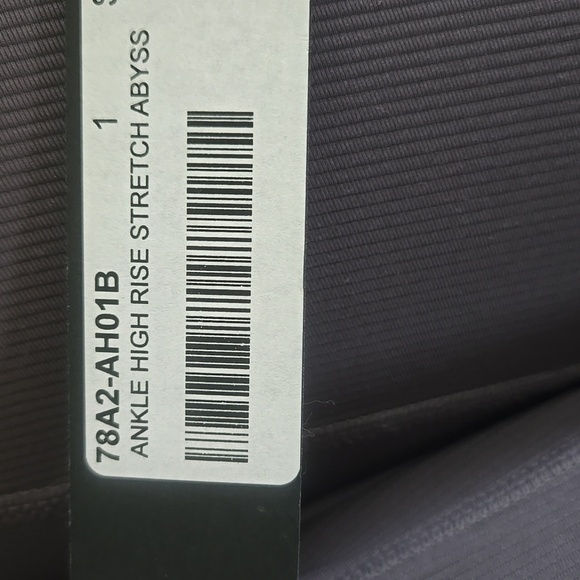 78A2-AH01B 1 S
ANKLE HIGH RISE STRETCH ABYSS